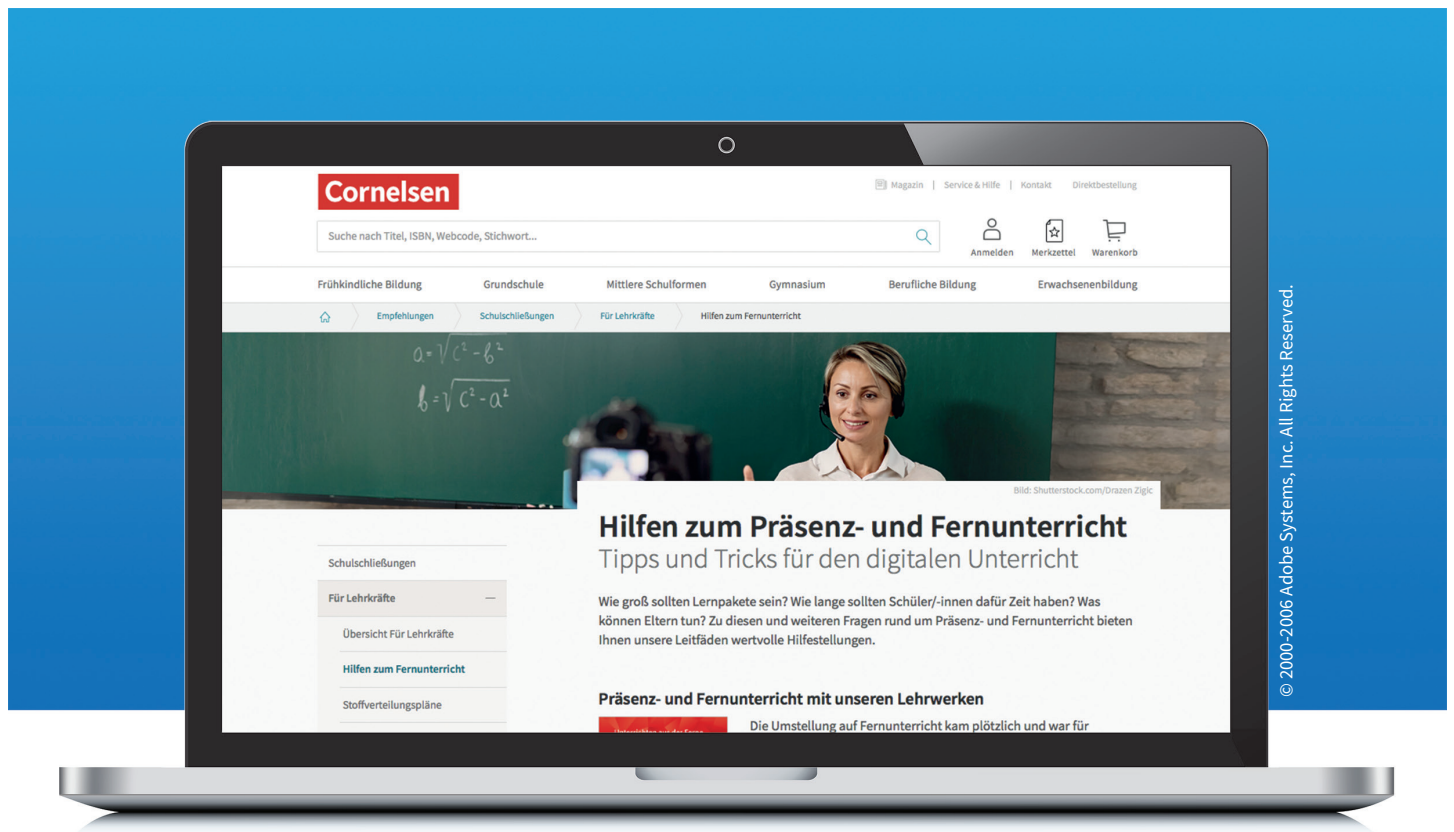 Cornelsen
Magazin | Service & Hilfe | Kontakt Direktbestellung
Suche nach Titel, ISBN, Webcode, Stichwort...
Anmelden Merkzettel Warenkorb
Frühkindliche Bildung Grundschule Mittlere Schulformen Gymnasium Berufliche Bildung Erwachsenenbildung
Empfehlungen Schulschließungen Für Lehrkräfte Hilfen zum Fernunterricht
a = √c² - b²
b = √c² - a²
Bild: Shutterstock.com/Drazen Zigic
Hilfen zum Präsenz- und Fernunterricht
Tipps und Tricks für den digitalen Unterricht
Wie groß sollten Lernpakete sein? Wie lange sollten Schüler/-innen dafür Zeit haben? Was
können Eltern tun? Zu diesen und weiteren Fragen rund um Präsenz- und Fernunterricht bieten
Ihnen unsere Leitfäden wertvolle Hilfestellungen.
Schulschließungen
Für Lehrkräfte —
Übersicht Für Lehrkräfte
Hilfen zum Fernunterricht
Stoffverteilungspläne
Präsenz- und Fernunterricht mit unseren Lehrwerken
Die Umstellung auf Fernunterricht kam plötzlich und war für
© 2000-2006 Adobe Systems, Inc. All Rights Reserved.